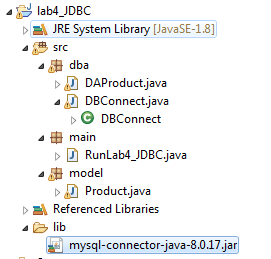 lab4_JDBC
JRE System Library [JavaSE-1.8]
src
dba
DAProduct.java
DBConnect.java
DBConnect
main
RunLab4_JDBC.java
model
Product.java
Referenced Libraries
lib
mysql-connector-java-8.0.17.jar